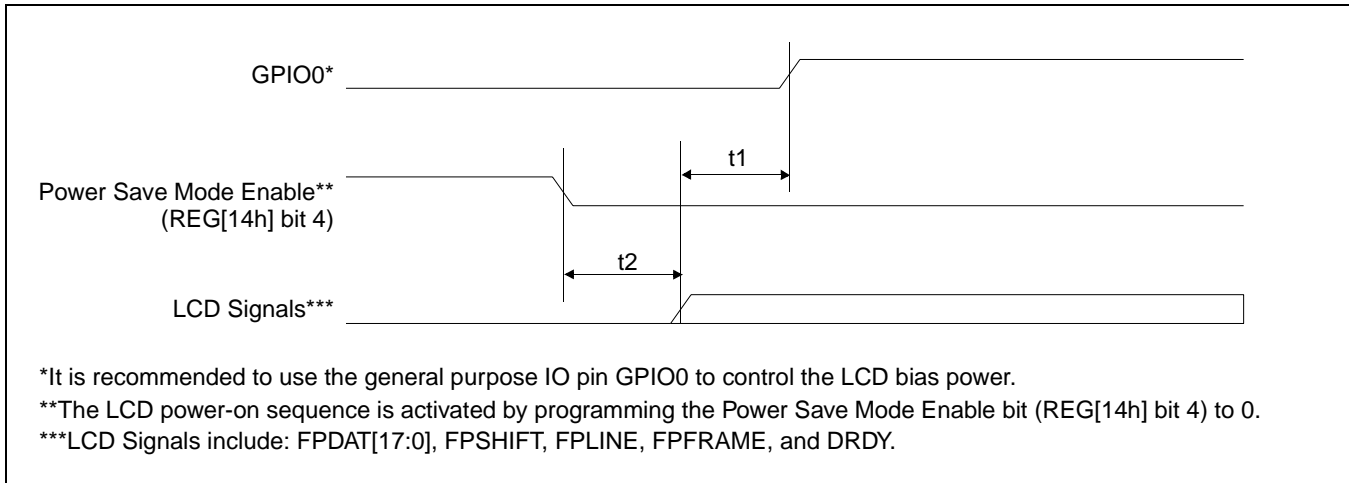 GPIO0*
t1
Power Save Mode Enable**
(REG[14h] bit 4)
t2
LCD Signals***
*It is recommended to use the general purpose IO pin GPIO0 to control the LCD bias power.
**The LCD power-on sequence is activated by programming the Power Save Mode Enable bit (REG[14h] bit 4) to 0.
***LCD Signals include: FPDAT[17:0], FPSHIFT, FPLINE, FPFRAME, and DRDY.